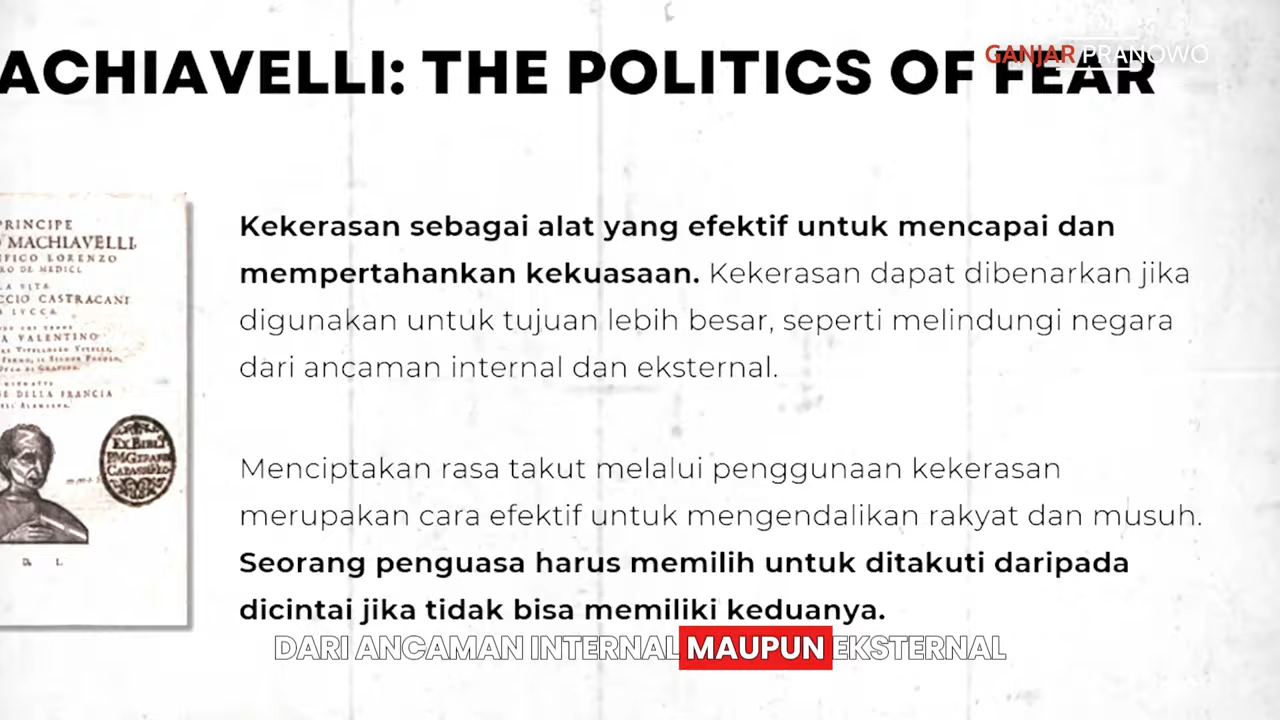 ACHIAVELLI: THE POLITICS OF FEAR
GANJAR PRANOWO
PRINCIPE
MACHIAVELLI,
IFICO LORENZO
RO DE MEDICI.
LA VITA
CCIO CASTRACANI
LUCCA.
VALENTINO
DELLA FRANCIA
EX BIBL
Kekerasan sebagai alat yang efektif untuk mencapai dan
mempertahankan kekuasaan. Kekerasan dapat dibenarkan jika
digunakan untuk tujuan lebih besar, seperti melindungi negara
dari ancaman internal dan eksternal.
Menciptakan rasa takut melalui penggunaan kekerasan
merupakan cara efektif untuk mengendalikan rakyat dan musuh.
Seorang penguasa harus memilih untuk ditakuti daripada
dicintai jika tidak bisa memiliki keduanya.
DARI ANCAMAN INTERNAL MAUPUN EKSTERNAL